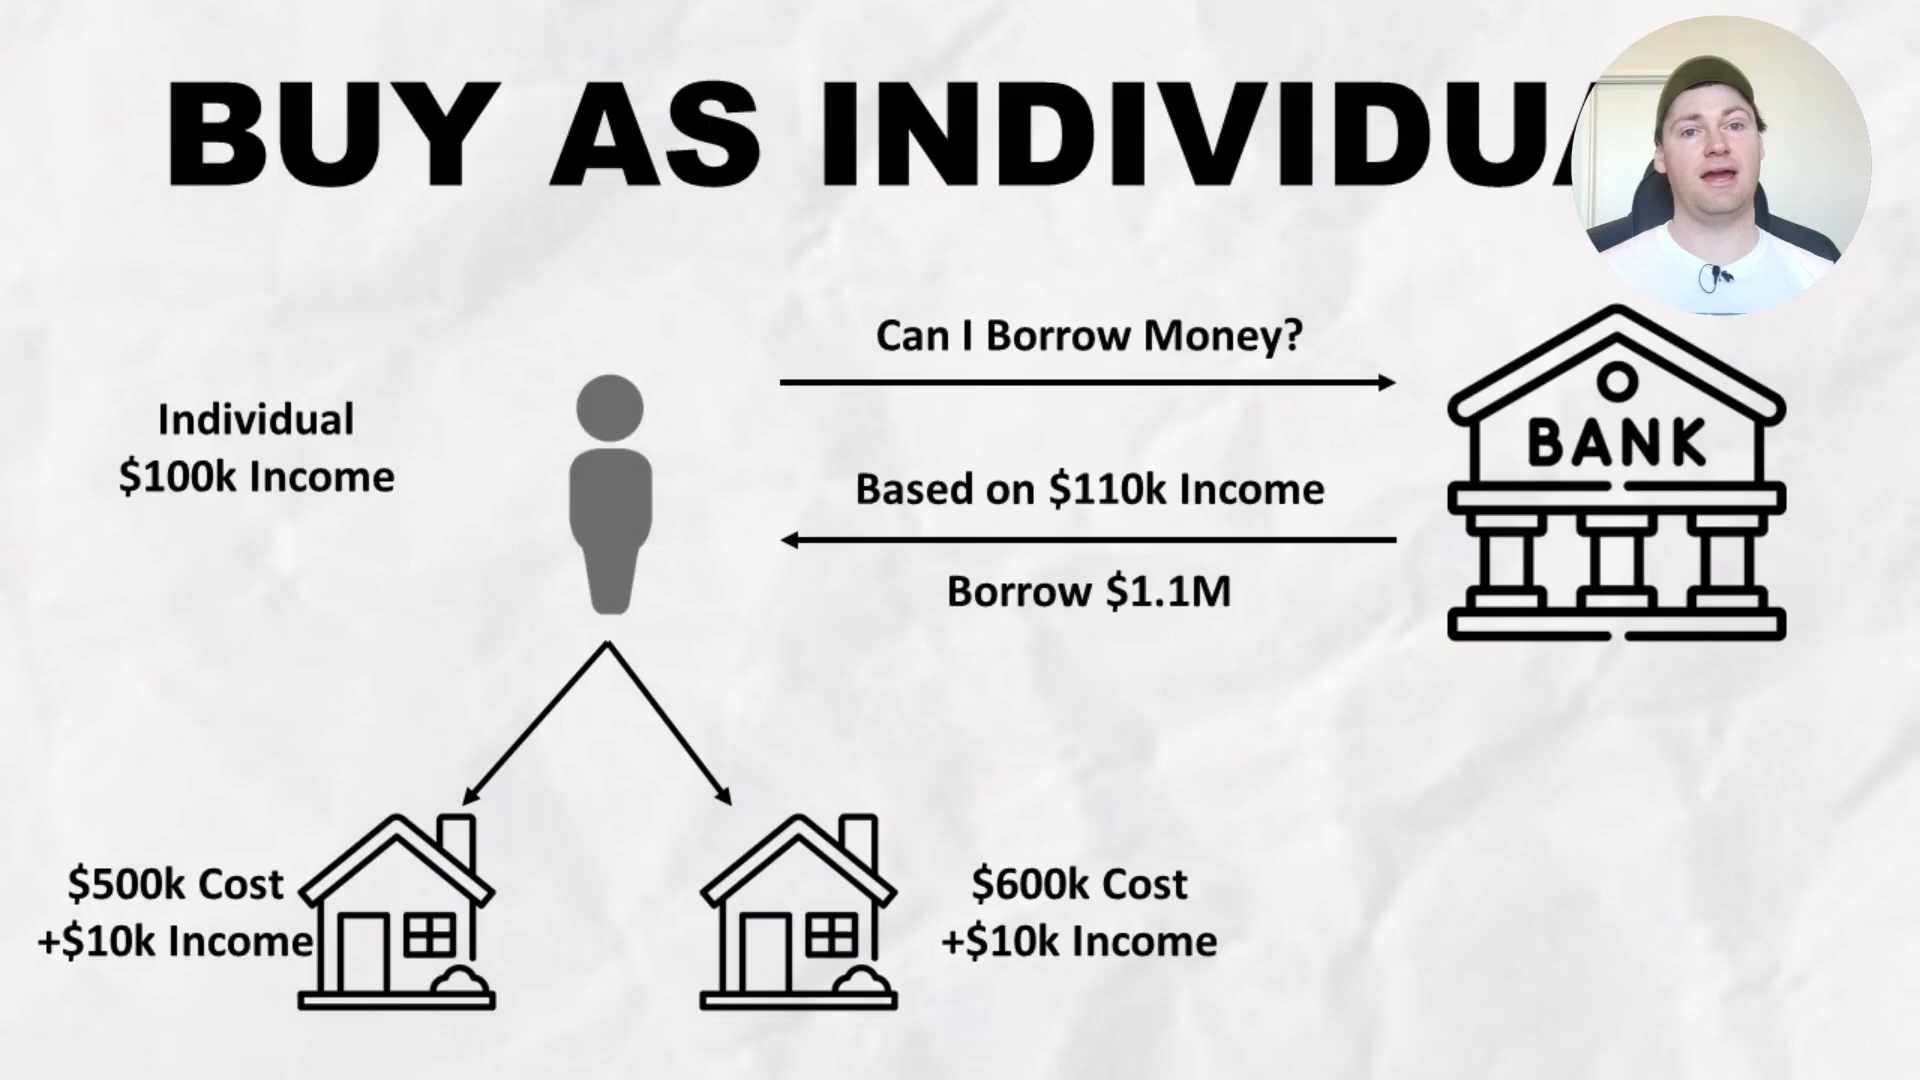 BUY AS INDIVIDUA
Can I Borrow Money?
Individual
$100k Income
BANK
Based on $110k Income
Borrow $1.1M
$500k Cost
+$10k Income
$600k Cost
+$10k Income